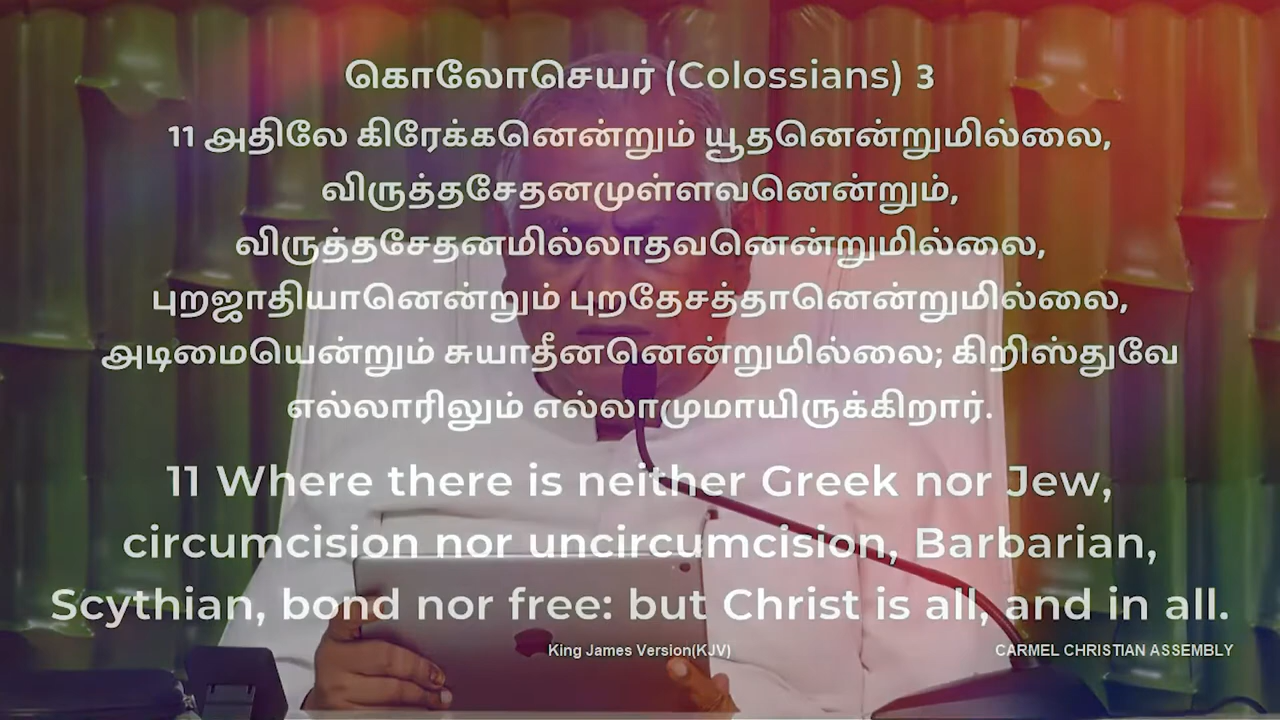 கொலோசெயர் (Colossians) 3
11 அதிலே கிரேக்கனென்றும் யூதனென்றுமில்லை,
விருத்தசேதனமுள்ளவனென்றும்,
விருத்தசேதனமில்லாதவனென்றுமில்லை,
புறஜாதியானென்றும் புறதேசத்தானென்றுமில்லை,
அடிமையென்றும் சுயாதீனனென்றுமில்லை; கிறிஸ்துவே
எல்லாரிலும் எல்லாமுமாயிருக்கிறார்.
11 Where there is neither Greek nor Jew,
circumcision nor uncircumcision, Barbarian,
Scythian, bond nor free: but Christ is all, and in all.
King James Version(KJV)
CARMEL CHRISTIAN ASSEMBLY